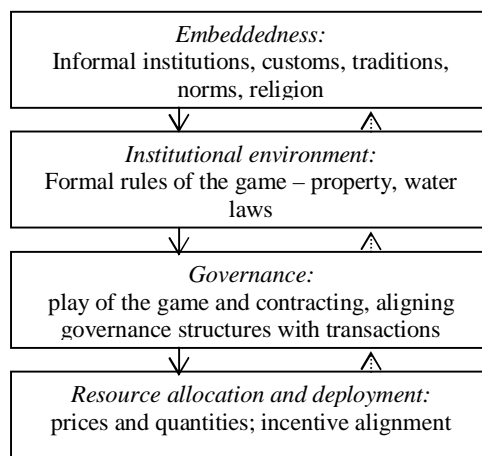 Embeddedness:
Informal institutions, customs, traditions,
norms, religion
Institutional environment:
Formal rules of the game – property, water
laws
Governance:
play of the game and contracting, aligning
governance structures with transactions
Resource allocation and deployment:
prices and quantities; incentive alignment